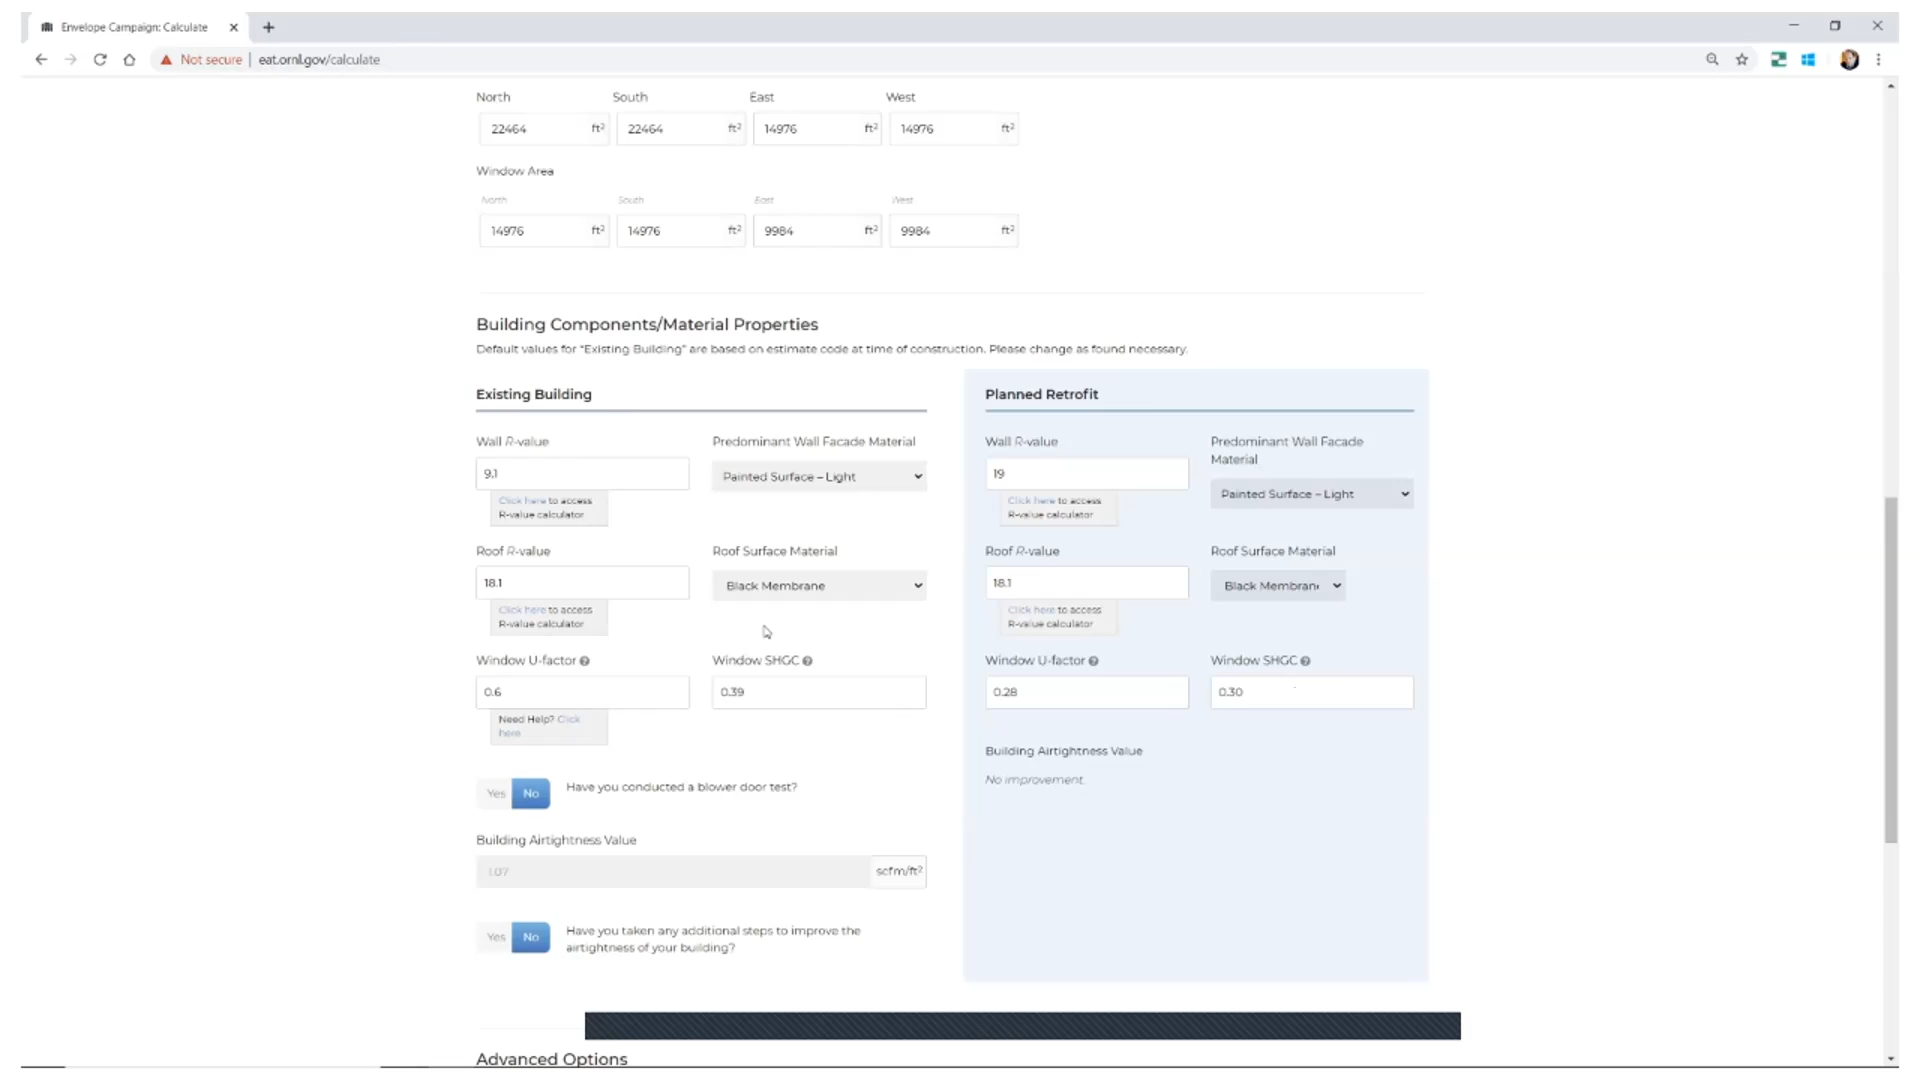 Envelope Campaign: Calculate
Not secure | eat.ornl.gov/calculate
North South East West
22464 ft² 22464 ft² 14976 ft² 14976 ft²
Window Area
North South East West
14976 ft² 14976 ft² 9984 ft² 9984 ft²
Building Components/Material Properties
Default values for "Existing Building" are based on estimate code at time of construction. Please change as found necessary.
Existing Building
Wall R-value
9.1
Click here to access
R-value calculator
Predominant Wall Facade Material
Painted Surface – Light
Roof R-value
18.1
Click here to access
R-value calculator
Roof Surface Material
Black Membrane
Window U-factor
0.6
Need Help? Click
here
Window SHGC
0.39
Yes No Have you conducted a blower door test?
Building Airtightness Value
1.07 scfm/ft²
Yes No Have you taken any additional steps to improve the
airtightness of your building?
Planned Retrofit
Wall R-value
19
Click here to access
R-value calculator
Predominant Wall Facade
Material
Painted Surface – Light
Roof R-value
18.1
Click here to access
R-value calculator
Roof Surface Material
Black Membran
Window U-factor
0.28
Window SHGC
0.30
Building Airtightness Value
No improvement.
Advanced Options